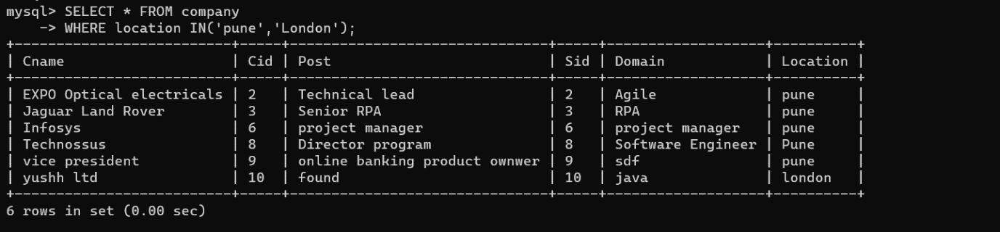 mysql> SELECT * FROM company
    -> WHERE location IN('pune','London');
+--------------------------+-----+-------------------------------+-----+-------------------+----------+
| Cname                    | Cid | Post                          | Sid | Domain            | Location |
+--------------------------+-----+-------------------------------+-----+-------------------+----------+
| EXPO Optical electricals | 2   | Technical lead                | 2   | Agile             | pune     |
| Jaguar Land Rover        | 3   | Senior RPA                    | 3   | RPA               | pune     |
| Infosys                  | 6   | project manager               | 6   | project manager   | pune     |
| Technossus               | 8   | Director program              | 8   | Software Engineer | Pune     |
| vice president           | 9   | online banking product ownwer | 9   | sdf               | pune     |
| yushh ltd                | 10  | found                         | 10  | java              | london   |
+--------------------------+-----+-------------------------------+-----+-------------------+----------+
6 rows in set (0.00 sec)